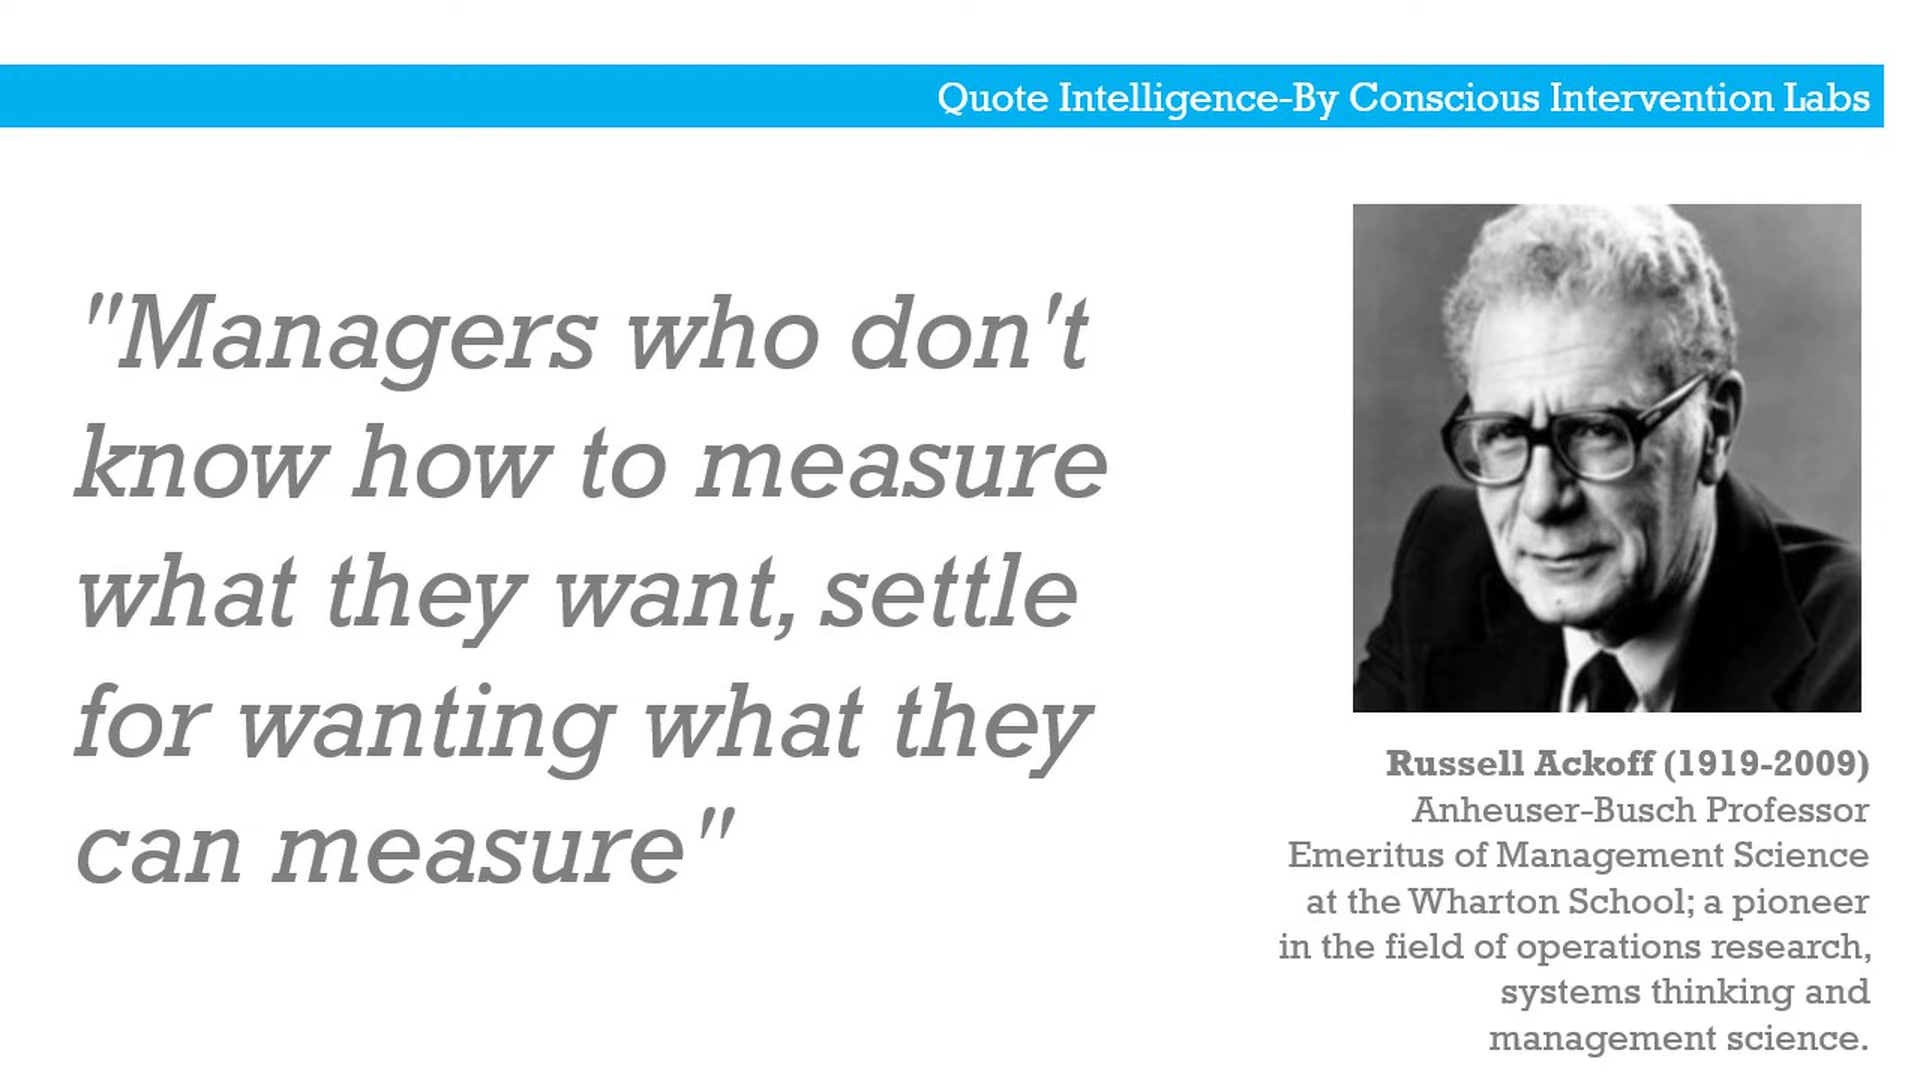 Quote Intelligence-By Conscious Intervention Labs
"Managers who don't
know how to measure
what they want, settle
for wanting what they
can measure"
Russell Ackoff (1919-2009)
Anheuser-Busch Professor
Emeritus of Management Science
at the Wharton School; a pioneer
in the field of operations research,
systems thinking and
management science.